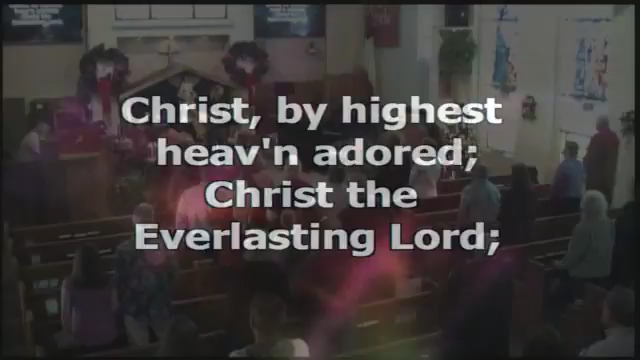 Christ, by highest
heav'n adored;
Christ the
Everlasting Lord;